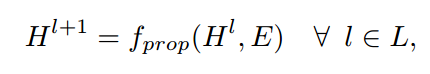 H^{l+1} = f_{prop}(H^l, E) ∀ l ∈ L,